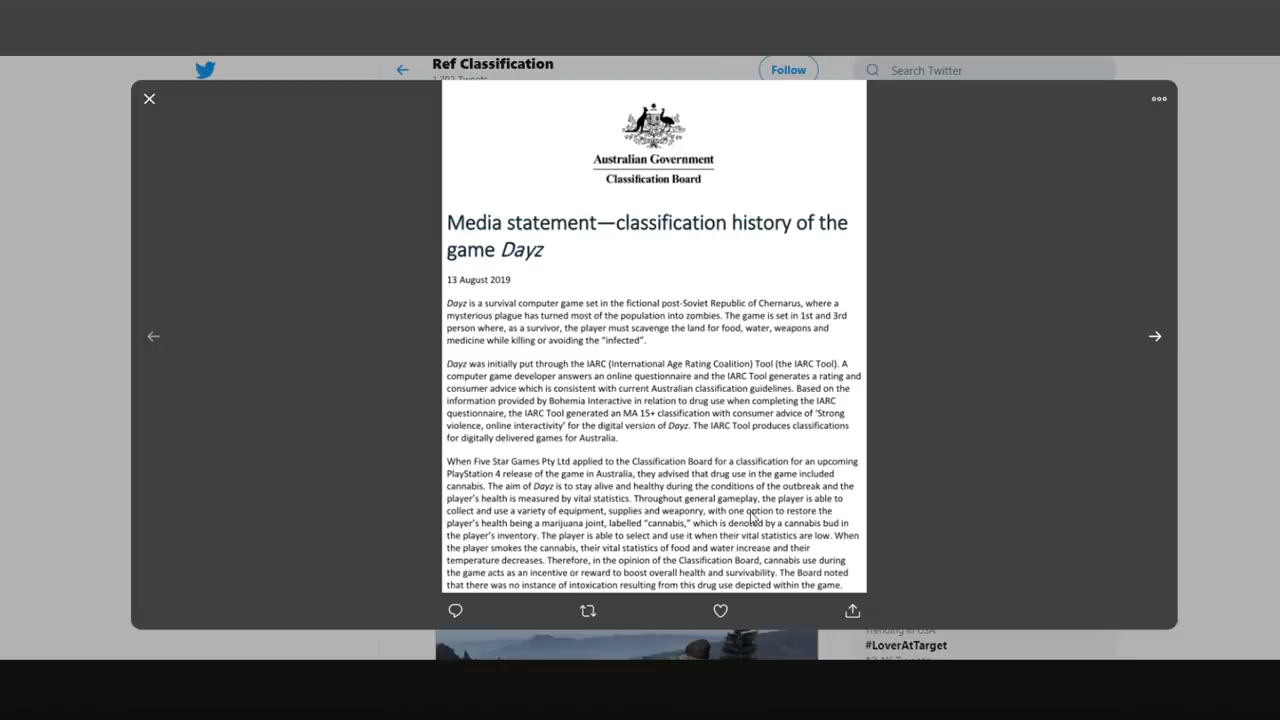 Ref Classification
Follow
Search Twitter
Australian Government
Classification Board
Media statement—classification history of the
game Dayz
13 August 2019
Dayz is a survival computer game set in the fictional post-Soviet Republic of Chernarus, where a
mysterious plague has turned most of the population into zombies. The game is set in 1st and 3rd
person where, as a survivor, the player must scavenge the land for food, water, weapons and
medicine while killing or avoiding the “infected”.
Dayz was initially put through the IARC (International Age Rating Coalition) Tool (the IARC Tool). A
computer game developer answers an online questionnaire and the IARC Tool generates a rating and
consumer advice which is consistent with current Australian classification guidelines. Based on the
information provided by Bohemia Interactive in relation to drug use when completing the IARC
questionnaire, the IARC Tool generated an MA 15+ classification with consumer advice of ‘Strong
violence, online interactivity’ for the digital version of Dayz. The IARC Tool produces classifications
for digitally delivered games for Australia.
When Five Star Games Pty Ltd applied to the Classification Board for a classification for an upcoming
PlayStation 4 release of the game in Australia, they advised that drug use in the game included
cannabis. The aim of Dayz is to stay alive and healthy during the conditions of the outbreak and the
player’s health is measured by vital statistics. Throughout general gameplay, the player is able to
collect and use a variety of equipment, supplies and weaponry, with one option to restore the
player’s health being a marijuana joint, labelled “cannabis,” which is denoted by a cannabis bud in
the player’s inventory. The player is able to select and use it when their vital statistics are low. When
the player smokes the cannabis, their vital statistics of food and water increase and their
temperature decreases. Therefore, in the opinion of the Classification Board, cannabis use during
the game acts as an incentive or reward to boost overall health and survivability. The Board noted
that there was no instance of intoxication resulting from this drug use depicted within the game.
Trending in USA
#LoverAtTarget